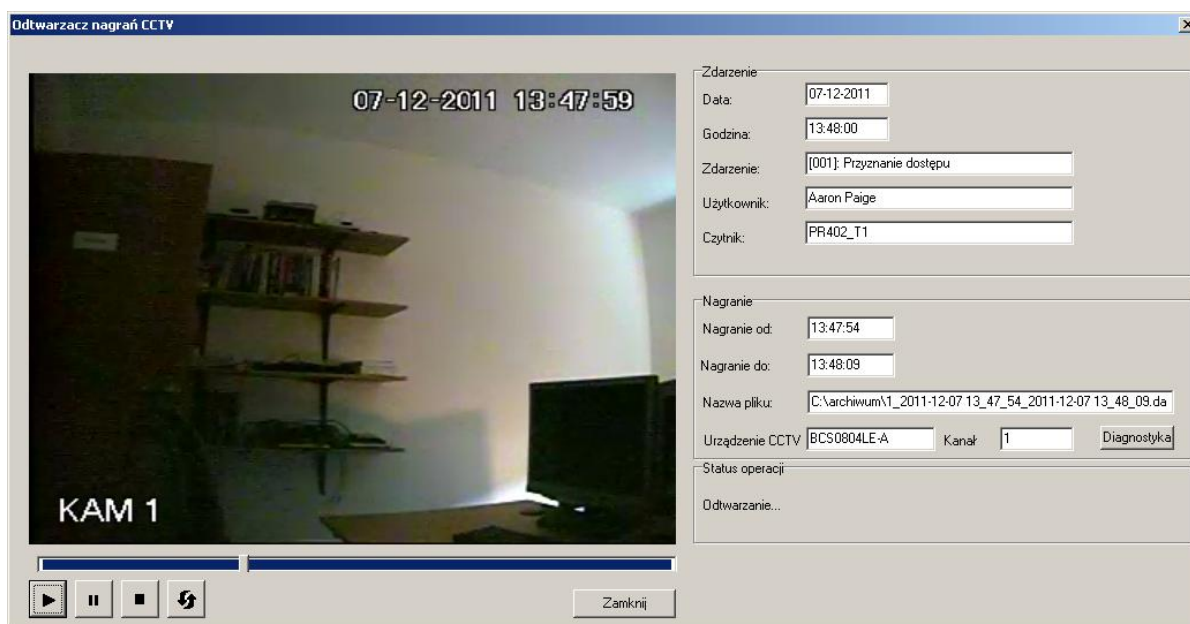 Odtwarzacz nagrań CCTV
07-12-2011 13:47:59
KAM 1
Zamknij
Zdarzenie
Data: 07-12-2011
Godzina: 13:48:00
Zdarzenie: [001]: Przyznanie dostępu
Użytkownik: Aaron Paige
Czytnik: PR402_T1
Nagranie
Nagranie od: 13:47:54
Nagranie do: 13:48:09
Nazwa pliku: C:\archiwum\1_2011-12-07 13_47_54_2011-12-07 13_48_09.da
Urządzenie CCTV BCS0804LE-A Kanał 1 Diagnostyka
Status operacji
Odtwarzanie...